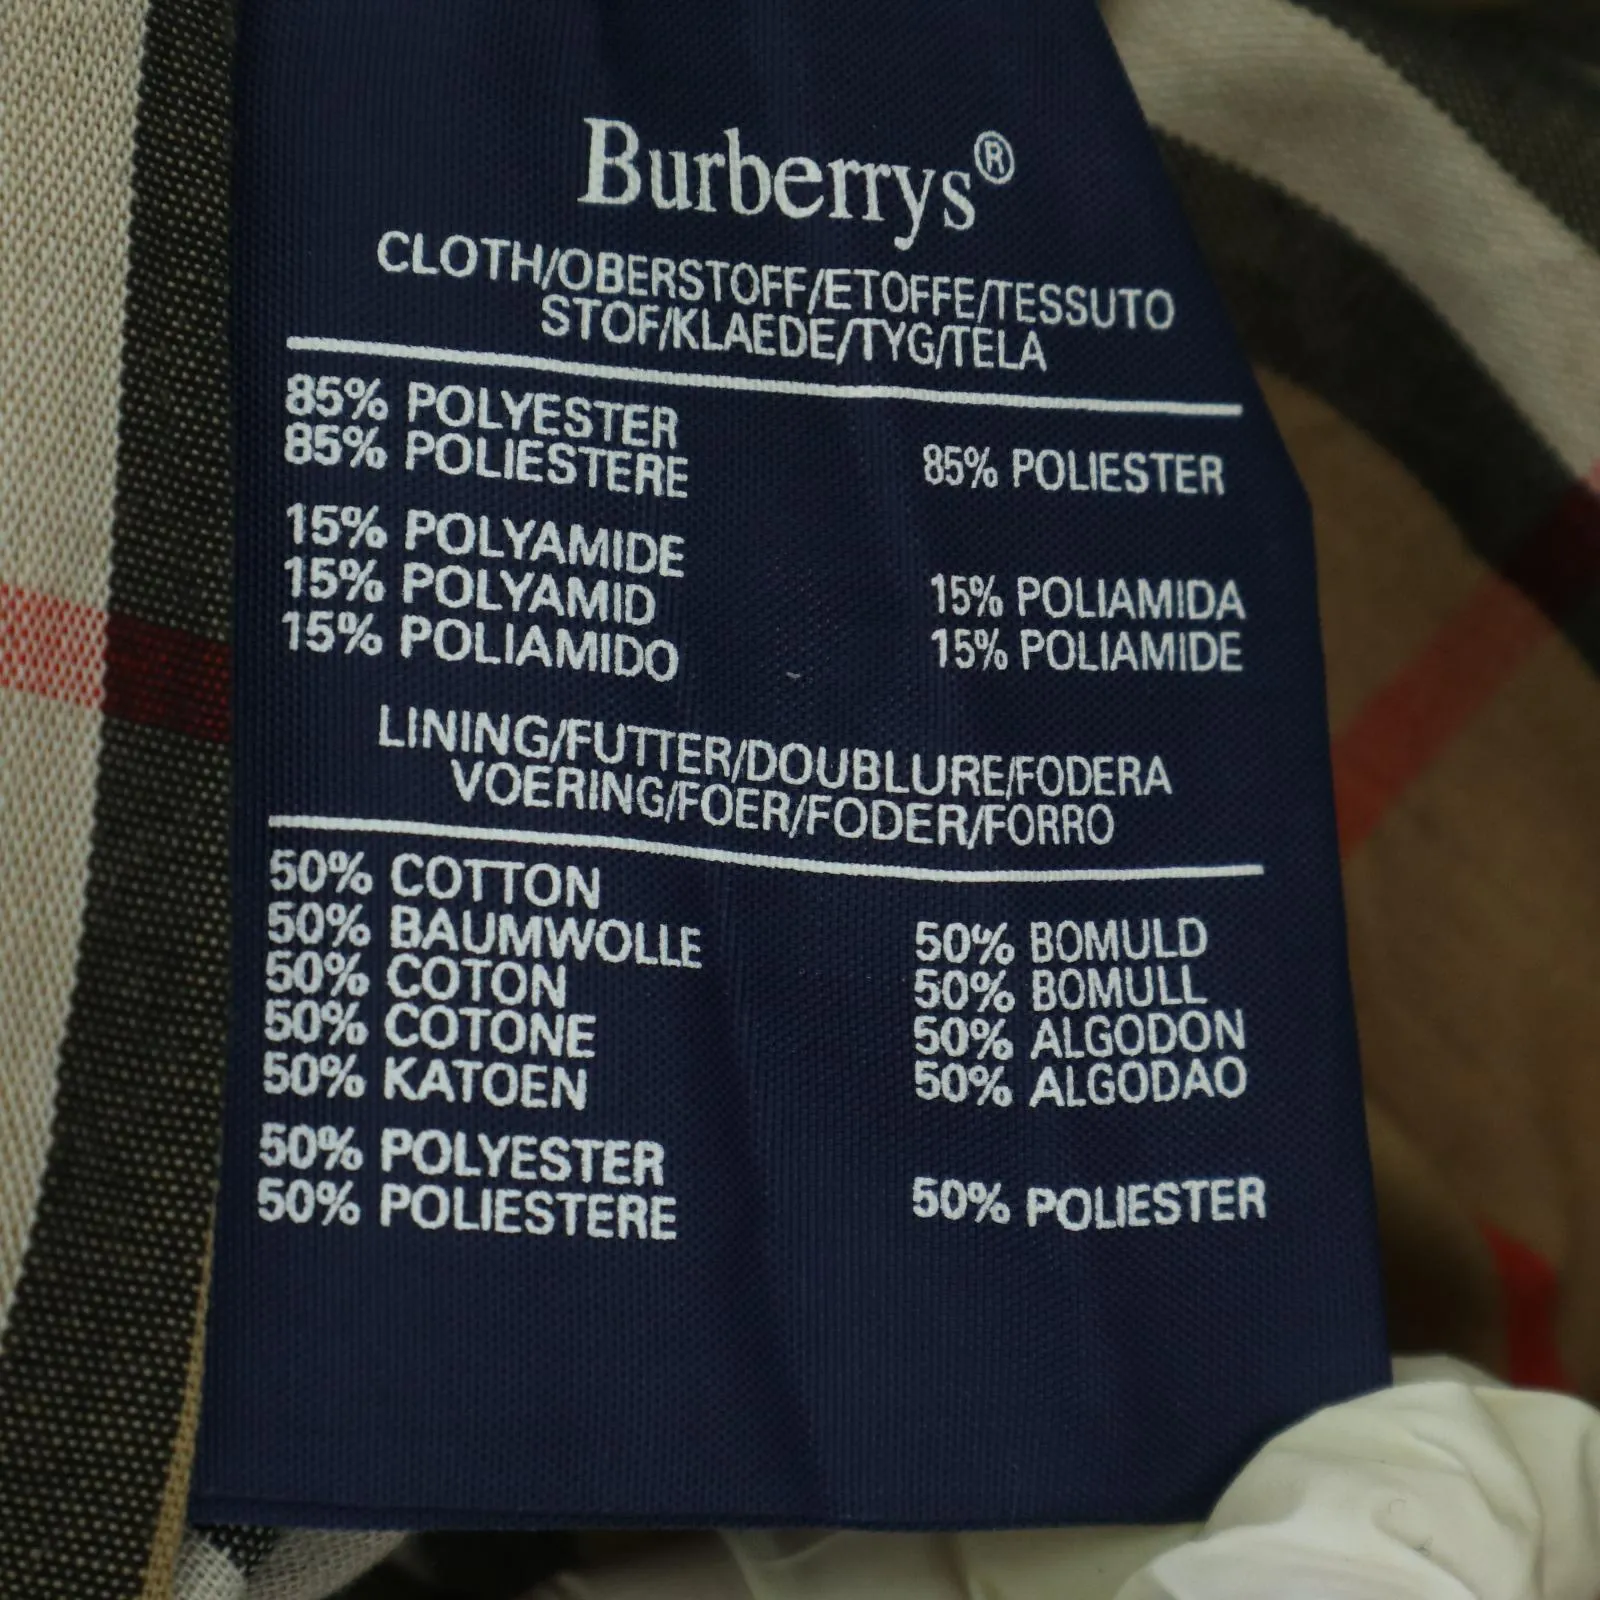 Burberrys®
CLOTH/OBERSTOFF/ETOFFE/TESSUTO
STOF/KLAEDE/TYG/TELA
85% POLYESTER
85% POLIESTERE
85% POLIESTER
15% POLYAMIDE
15% POLYAMID
15% POLIAMIDO
15% POLIAMIDA
15% POLIAMIDE
LINING/FUTTER/DOUBLURE/FODERA
VOERING/FOER/FODER/FORRO
50% COTTON
50% BAUMWOLLE
50% COTON
50% COTONE
50% KATOEN
50% BOMULD
50% BOMULL
50% ALGODON
50% ALGODAO
50% POLYESTER
50% POLIESTERE
50% POLIESTER